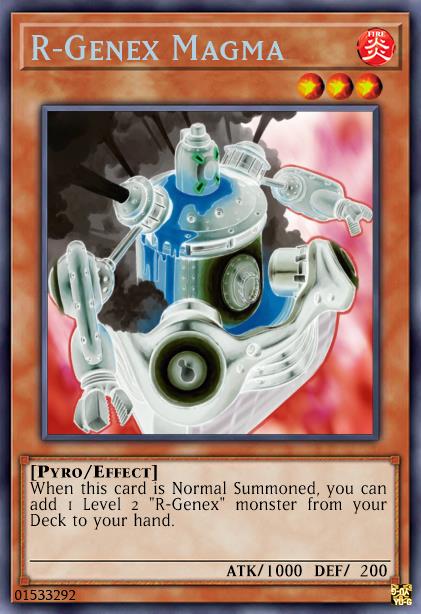 R-Genex Magma
FIRE
炎
[Pyro/Effect]
When this card is Normal Summoned, you can
add 1 Level 2 "R-Genex" monster from your
Deck to your hand.
ATK/1000 DEF/ 200
01533292